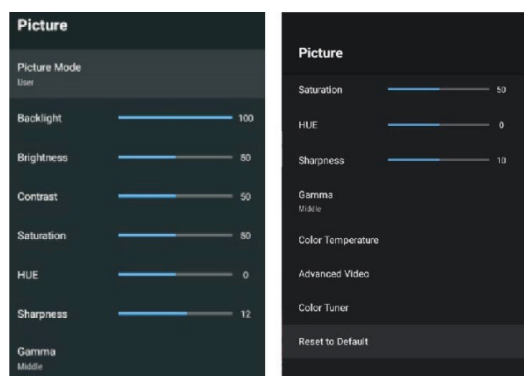 Picture
Picture Mode
User
Backlight 100
Brightness 50
Contrast 50
Saturation 50
HUE 0
Sharpness 12
Gamma
Middle
Picture
Saturation 50
HUE 0
Sharpness 10
Gamma
Middle
Color Temperature
Advanced Video
Color Tuner
Reset to Default